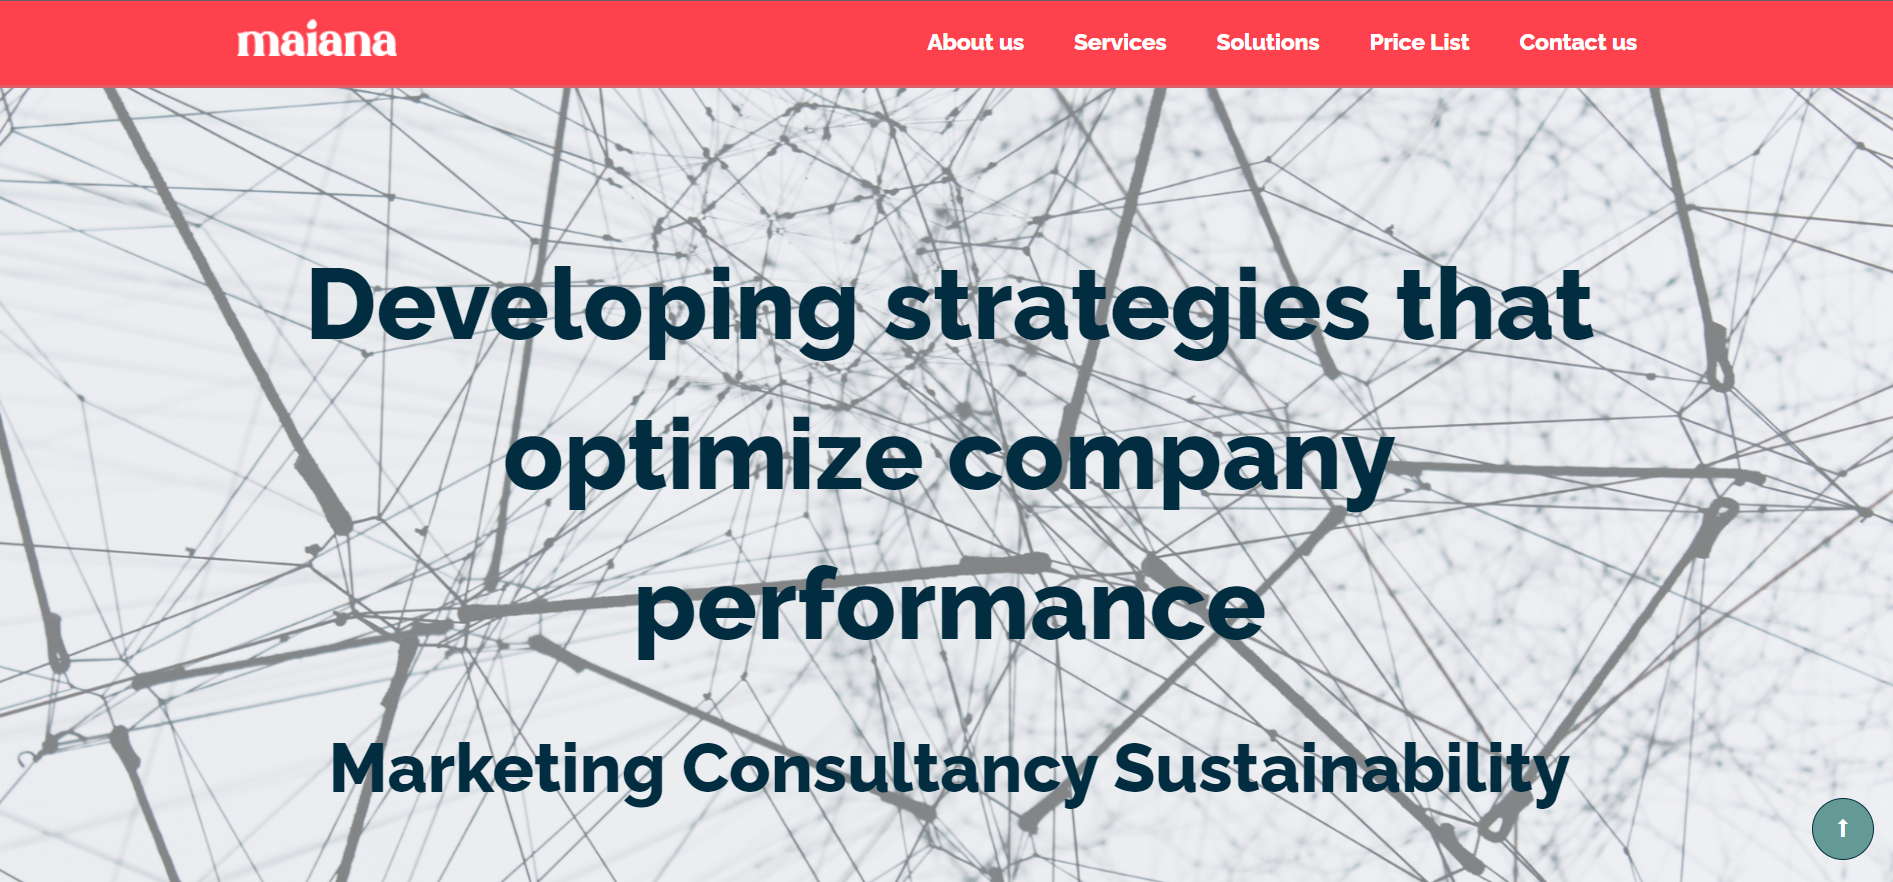 maiana
About us Services Solutions Price List Contact us
Developing strategies that
optimize company
performance
Marketing Consultancy Sustainability